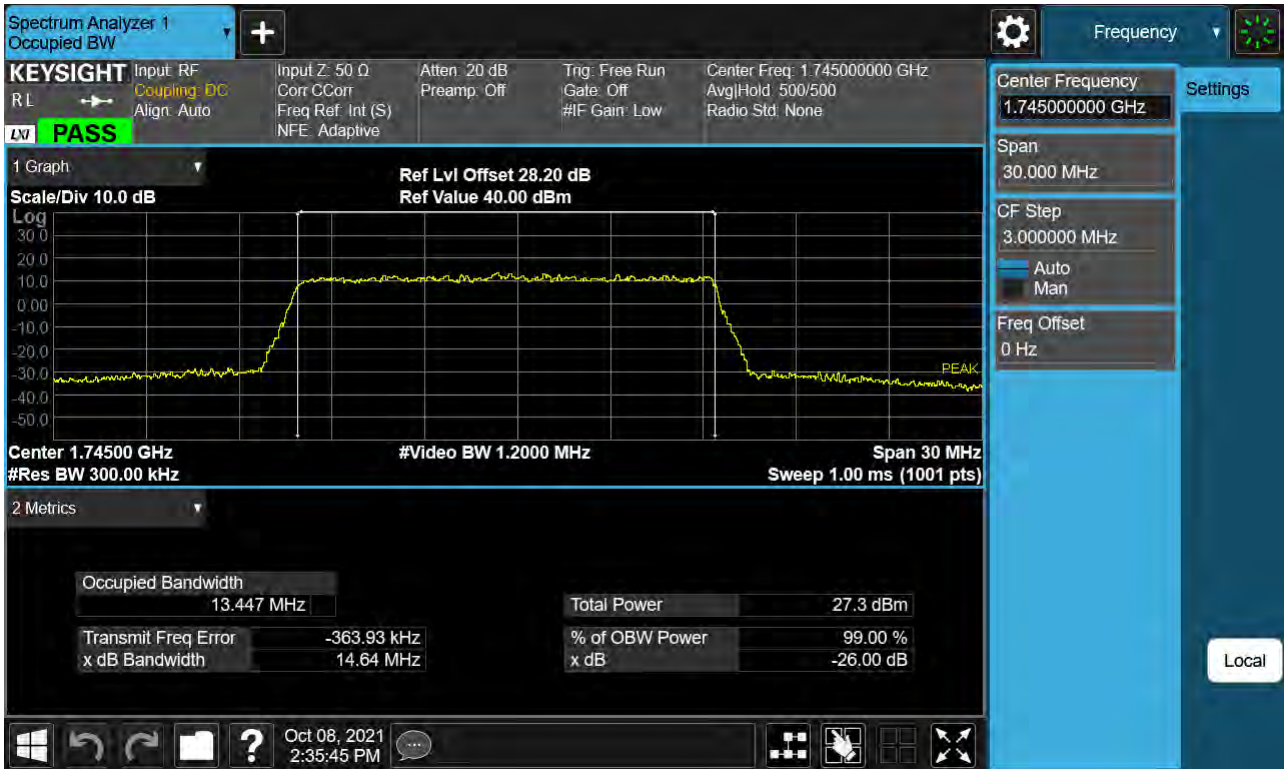 Spectrum Analyzer 1
Occupied BW
+
Frequency
KEYSIGHT
R L
LXI
PASS
Input: RF
Coupling: DC
Align: Auto
Input Z: 50 Ω
Corr CCorr
Freq Ref: Int (S)
NFE: Adaptive
Atten: 20 dB
Preamp: Off
Trig: Free Run
Gate: Off
#IF Gain: Low
Center Freq: 1.745000000 GHz
Avg|Hold: 500/500
Radio Std: None
Center Frequency
1.745000000 GHz
Settings
Span
30.000 MHz
CF Step
3.000000 MHz
Auto
Man
Freq Offset
0 Hz
Local
1 Graph
Scale/Div 10.0 dB
Ref Lvl Offset 28.20 dB
Ref Value 40.00 dBm
Log
30.0
20.0
10.0
0.00
-10.0
-20.0
-30.0
-40.0
-50.0
PEAK
Center 1.74500 GHz
#Video BW 1.2000 MHz
Span 30 MHz
#Res BW 300.00 kHz
Sweep 1.00 ms (1001 pts)
2 Metrics
Occupied Bandwidth
13.447 MHz
Total Power 27.3 dBm
Transmit Freq Error -363.93 kHz
% of OBW Power 99.00 %
x dB Bandwidth 14.64 MHz
x dB -26.00 dB
?
Oct 08, 2021
2:35:45 PM